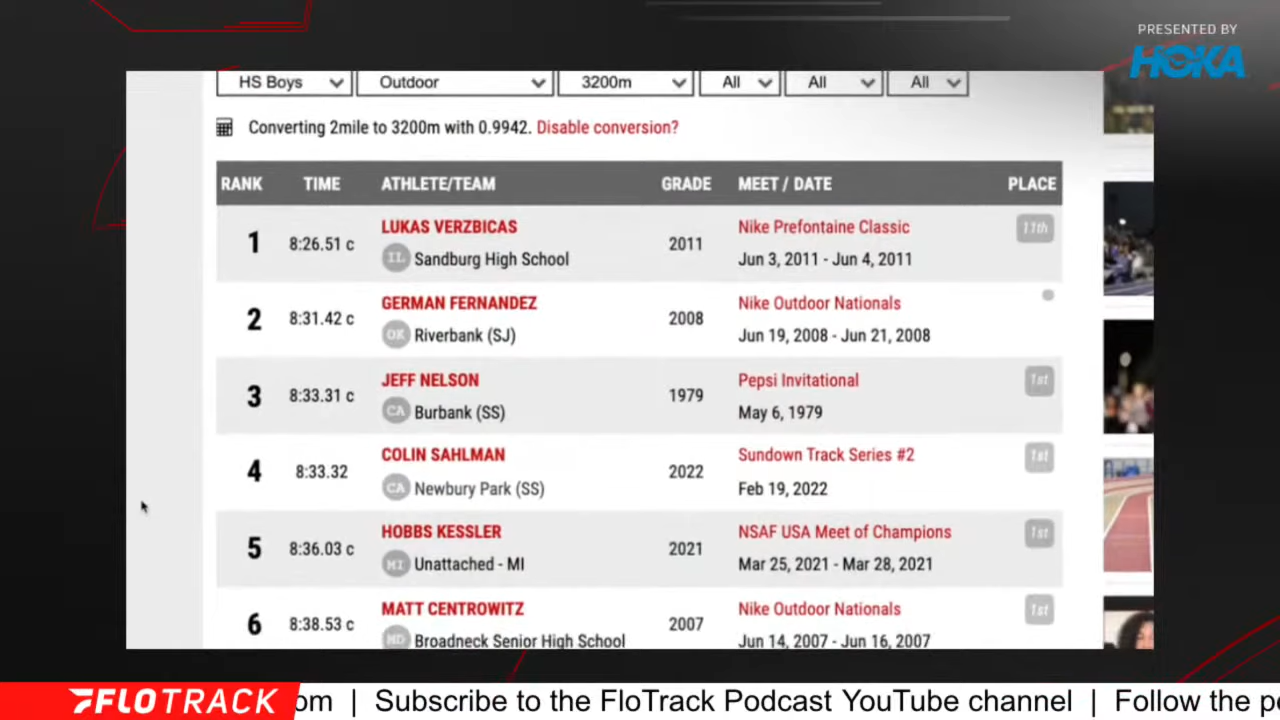 PRESENTED BY
HOKA
HS Boys Outdoor 3200m All All All
Converting 2mile to 3200m with 0.9942. Disable conversion?
RANK TIME ATHLETE/TEAM GRADE MEET / DATE PLACE
1 8:26.51 c LUKAS VERZBICAS IL Sandburg High School 2011 Nike Prefontaine Classic Jun 3, 2011 - Jun 4, 2011 11th
2 8:31.42 c GERMAN FERNANDEZ OK Riverbank (SJ) 2008 Nike Outdoor Nationals Jun 19, 2008 - Jun 21, 2008
3 8:33.31 c JEFF NELSON CA Burbank (SS) 1979 Pepsi Invitational May 6, 1979 1st
4 8:33.32 COLIN SAHLMAN CA Newbury Park (SS) 2022 Sundown Track Series #2 Feb 19, 2022 1st
5 8:36.03 c HOBBS KESSLER MI Unattached - MI 2021 NSAF USA Meet of Champions Mar 25, 2021 - Mar 28, 2021 1st
6 8:38.53 c MATT CENTROWITZ MD Broadneck Senior High School 2007 Nike Outdoor Nationals Jun 14, 2007 - Jun 16, 2007 1st
FLOTRACK om | Subscribe to the FloTrack Podcast YouTube channel | Follow the po